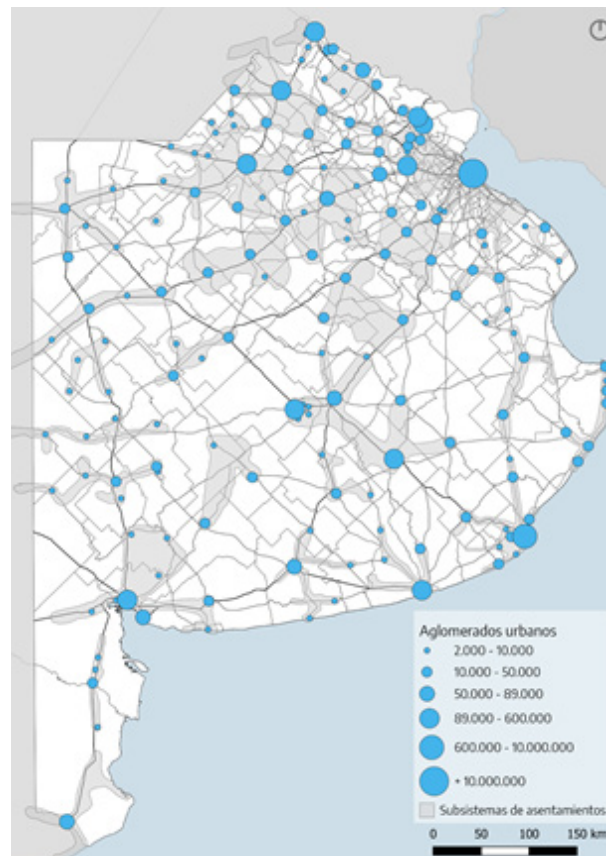 Aglomerados urbanos
2.000 - 10.000
10.000 - 50.000
50.000 - 89.000
89.000 - 600.000
600.000 - 10.000.000
+ 10.000.000
Subsistemas de asentamientos
0 50 100 150 km